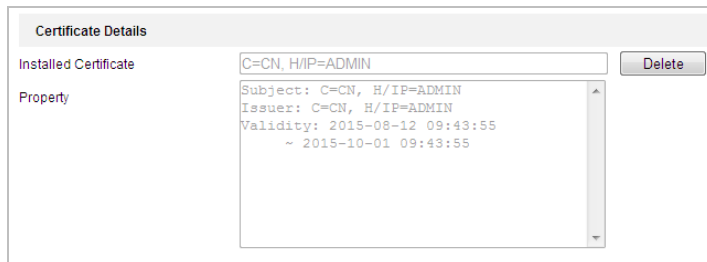 Certificate Details
Installed Certificate C=CN, H/IP=ADMIN Delete
Property
Subject: C=CN, H/IP=ADMIN
Issuer: C=CN, H/IP=ADMIN
Validity: 2015-08-12 09:43:55
~ 2015-10-01 09:43:55